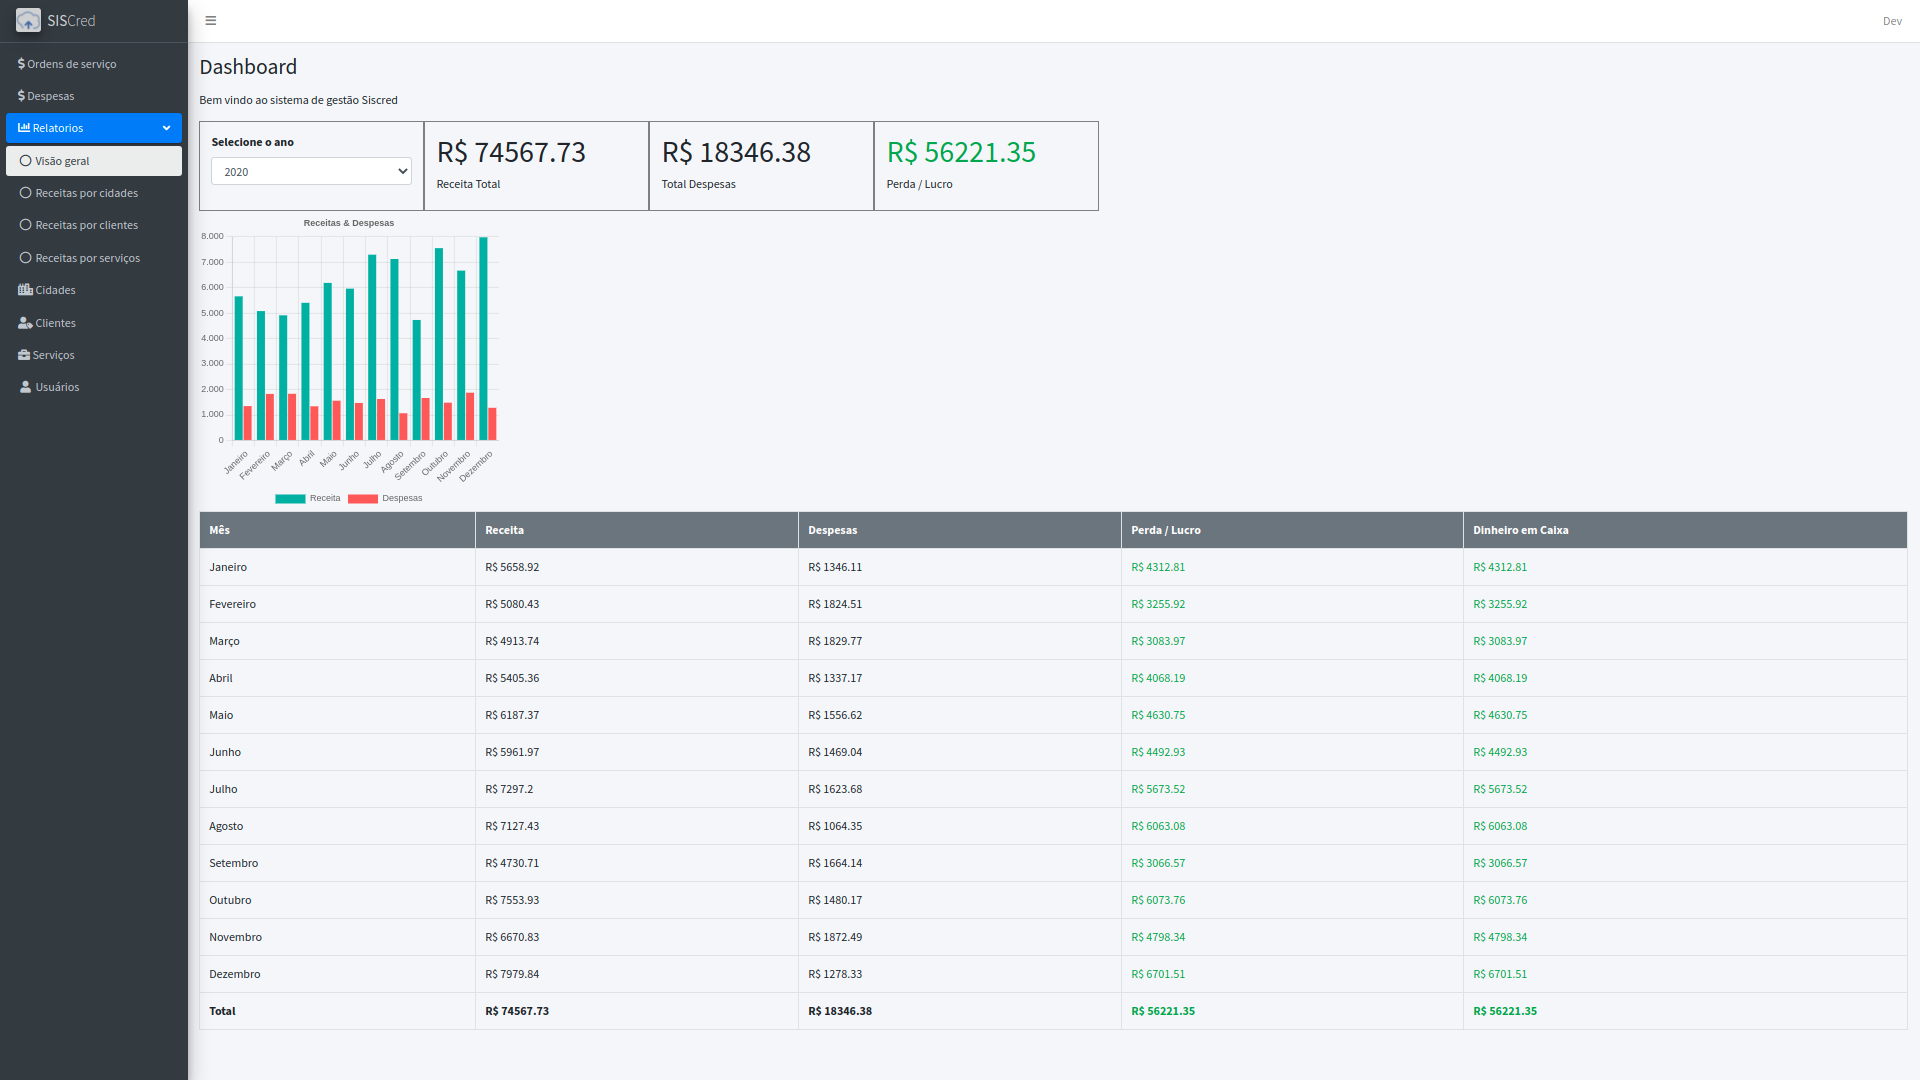 SISCred
Dev
Ordens de serviço
Despesas
Relatorios
Visão geral
Receitas por cidades
Receitas por clientes
Receitas por serviços
Cidades
Clientes
Serviços
Usuários
Dashboard
Bem vindo ao sistema de gestão Siscred
Selecione o ano
2020
R$ 74567.73
Receita Total
R$ 18346.38
Total Despesas
R$ 56221.35
Perda / Lucro
Receitas & Despesas
8.000
7.000
6.000
5.000
4.000
3.000
2.000
1.000
0
Janeiro Fevereiro Março Abril Maio Junho Julho Agosto Setembro Outubro Novembro Dezembro
Receita Despesas
Mês Receita Despesas Perda / Lucro Dinheiro em Caixa
Janeiro R$ 5658.92 R$ 1346.11 R$ 4312.81 R$ 4312.81
Fevereiro R$ 5080.43 R$ 1824.51 R$ 3255.92 R$ 3255.92
Março R$ 4913.74 R$ 1829.77 R$ 3083.97 R$ 3083.97
Abril R$ 5405.36 R$ 1337.17 R$ 4068.19 R$ 4068.19
Maio R$ 6187.37 R$ 1556.62 R$ 4630.75 R$ 4630.75
Junho R$ 5961.97 R$ 1469.04 R$ 4492.93 R$ 4492.93
Julho R$ 7297.2 R$ 1623.68 R$ 5673.52 R$ 5673.52
Agosto R$ 7127.43 R$ 1064.35 R$ 6063.08 R$ 6063.08
Setembro R$ 4730.71 R$ 1664.14 R$ 3066.57 R$ 3066.57
Outubro R$ 7553.93 R$ 1480.17 R$ 6073.76 R$ 6073.76
Novembro R$ 6670.83 R$ 1872.49 R$ 4798.34 R$ 4798.34
Dezembro R$ 7979.84 R$ 1278.33 R$ 6701.51 R$ 6701.51
Total R$ 74567.73 R$ 18346.38 R$ 56221.35 R$ 56221.35